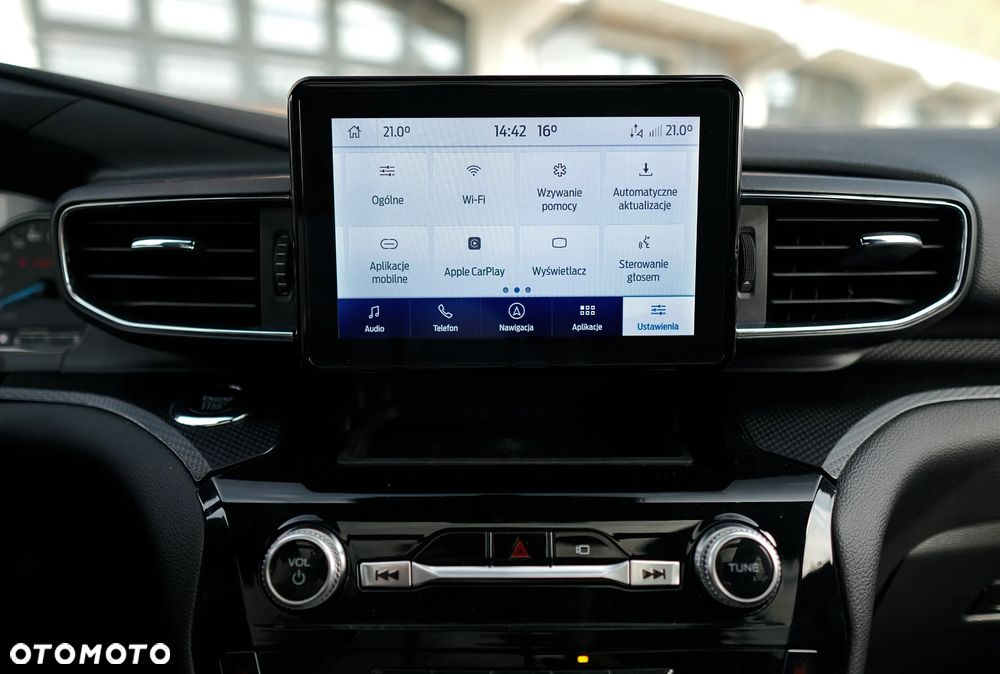 21.0° 14:42 16° 21.0°
Ogólne
Wi-Fi
Wzywanie
pomocy
Automatyczne
aktualizacje
Aplikacje
mobilne
Apple CarPlay
Wyświetlacz
Sterowanie
głosem
Audio
Telefon
Nawigacja
Aplikacje
Ustawienia
ENGINE
VOL
TUNE
OTOMOTO